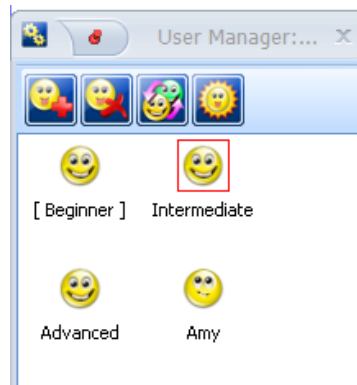 User Manager:...
[ Beginner ] Intermediate
Advanced Amy